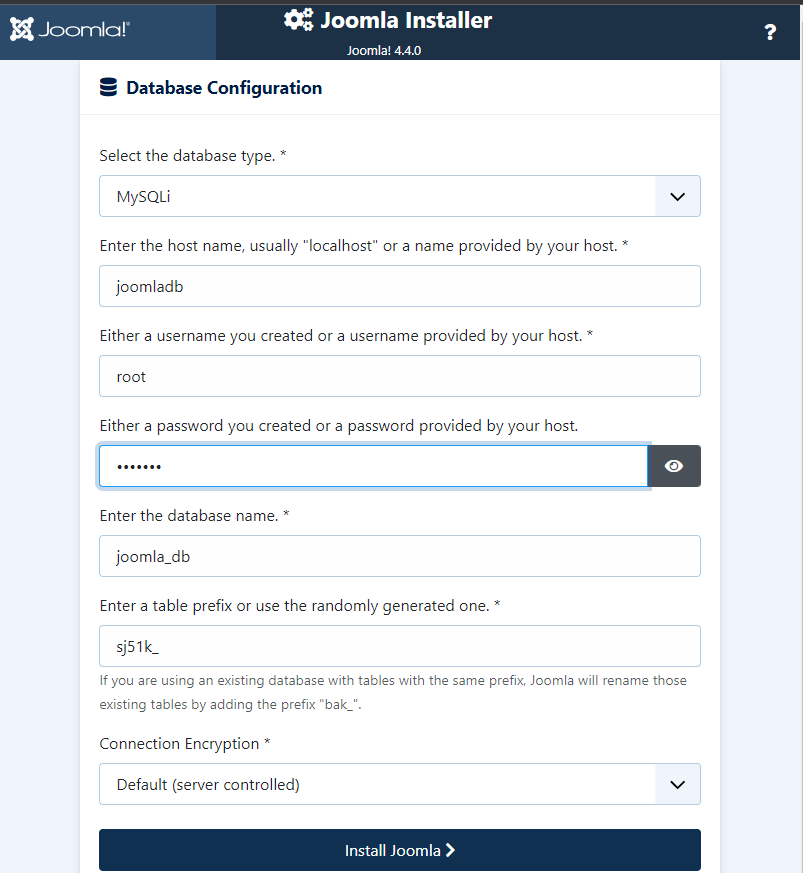 Joomla!®
Joomla Installer
Joomla! 4.4.0
?
Database Configuration
Select the database type. *
MySQLi
Enter the host name, usually "localhost" or a name provided by your host. *
joomladb
Either a username you created or a username provided by your host. *
root
Either a password you created or a password provided by your host.
•••••••
Enter the database name. *
joomla_db
Enter a table prefix or use the randomly generated one. *
sj51k_
If you are using an existing database with tables with the same prefix, Joomla will rename those
existing tables by adding the prefix "bak_".
Connection Encryption *
Default (server controlled)
Install Joomla